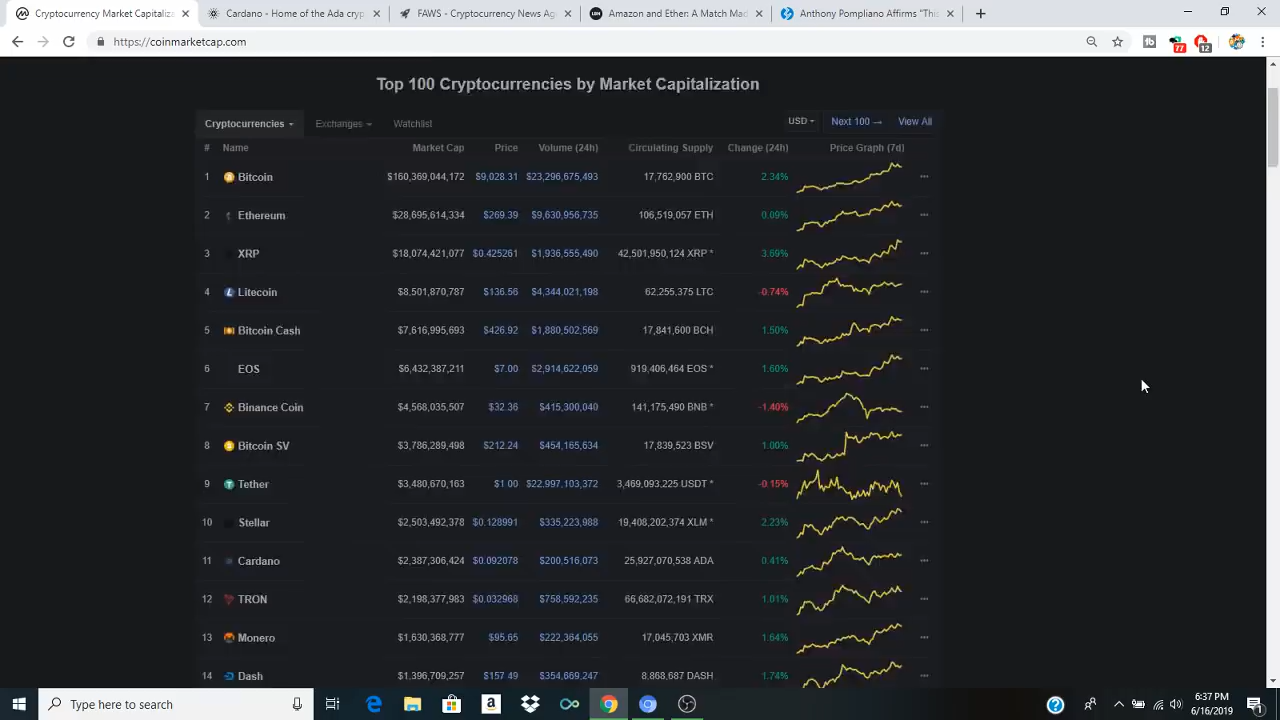 Cryptocurrency Market Capitaliz
Cardano - Home of the Ada cryp
FAWS - Cryptocurrency News Ag
Amazon and Ether: A Match Mad
Anthony Pompliano Affirms "This
https://coinmarketcap.com
77
12
Top 100 Cryptocurrencies by Market Capitalization
Cryptocurrencies Exchanges Watchlist USD Next 100 → View All
# Name Market Cap Price Volume (24h) Circulating Supply Change (24h) Price Graph (7d)
1 Bitcoin $160,369,044,172 $9,028.31 $23,296,675,493 17,762,900 BTC 2.34%
2 Ethereum $28,695,614,334 $269.39 $9,630,956,735 106,519,057 ETH 0.09%
3 XRP $18,074,421,077 $0.425261 $1,936,555,490 42,501,950,124 XRP * 3.69%
4 Litecoin $8,501,870,787 $136.56 $4,344,021,198 62,255,375 LTC -0.74%
5 Bitcoin Cash $7,616,995,693 $426.92 $1,880,502,569 17,841,600 BCH 1.50%
6 EOS $6,432,387,211 $7.00 $2,914,622,059 919,406,464 EOS * 1.60%
7 Binance Coin $4,568,035,507 $32.36 $415,300,040 141,175,490 BNB * -1.40%
8 Bitcoin SV $3,786,289,498 $212.24 $454,165,634 17,839,523 BSV 1.00%
9 Tether $3,480,670,163 $1.00 $22,997,103,372 3,469,093,225 USDT * -0.15%
10 Stellar $2,503,492,378 $0.128991 $335,223,988 19,408,202,374 XLM * 2.23%
11 Cardano $2,387,306,424 $0.092078 $200,516,073 25,927,070,538 ADA 0.41%
12 TRON $2,198,377,983 $0.032968 $758,592,235 66,682,072,191 TRX 1.01%
13 Monero $1,630,368,777 $95.65 $222,364,055 17,045,703 XMR 1.64%
14 Dash $1,396,709,257 $157.49 $354,669,247 8,868,687 DASH 1.74%
Type here to search
6:37 PM
6/16/2019
1